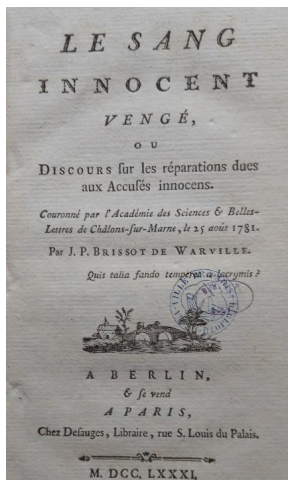 LE SANG
INNOCENT
VENGÉ,
OU
DISCOURS ſur les réparations dues
aux Accuſés innocens.
Couronné par l'Académie des Sciences & Belles-
Lettres de Châlons-ſur-Marne, le 25 août 1781.
Par J. P. BRISSOT DE WARVILLE.
Quis talia fando temperet a lacrymis ?
A BERLIN,
& ſe vend
A PARIS,
Chez Deſauges, Libraire, rue S. Louis du Palais.
M. DCC. LXXXI.